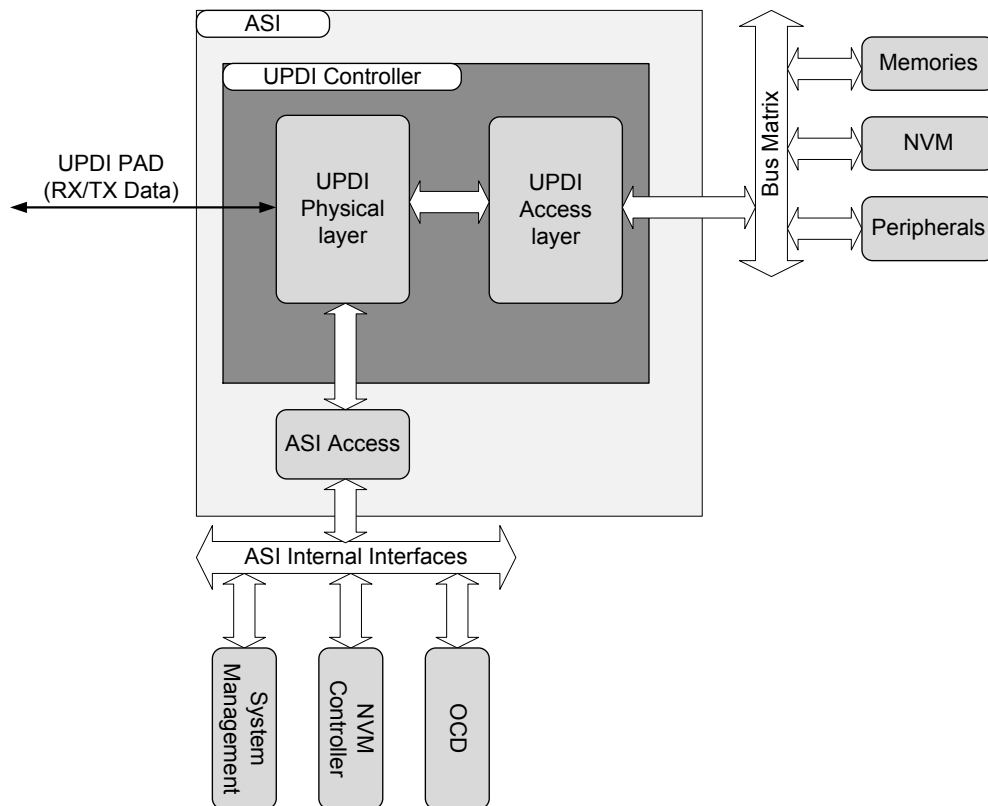 ASI
UPDI Controller
UPDI PAD
(RX/TX Data)
UPDI
Physical
layer
UPDI
Access
layer
Bus Matrix
Memories
NVM
Peripherals
ASI Access
ASI Internal Interfaces
System
Management
NVM
Controller
OCD